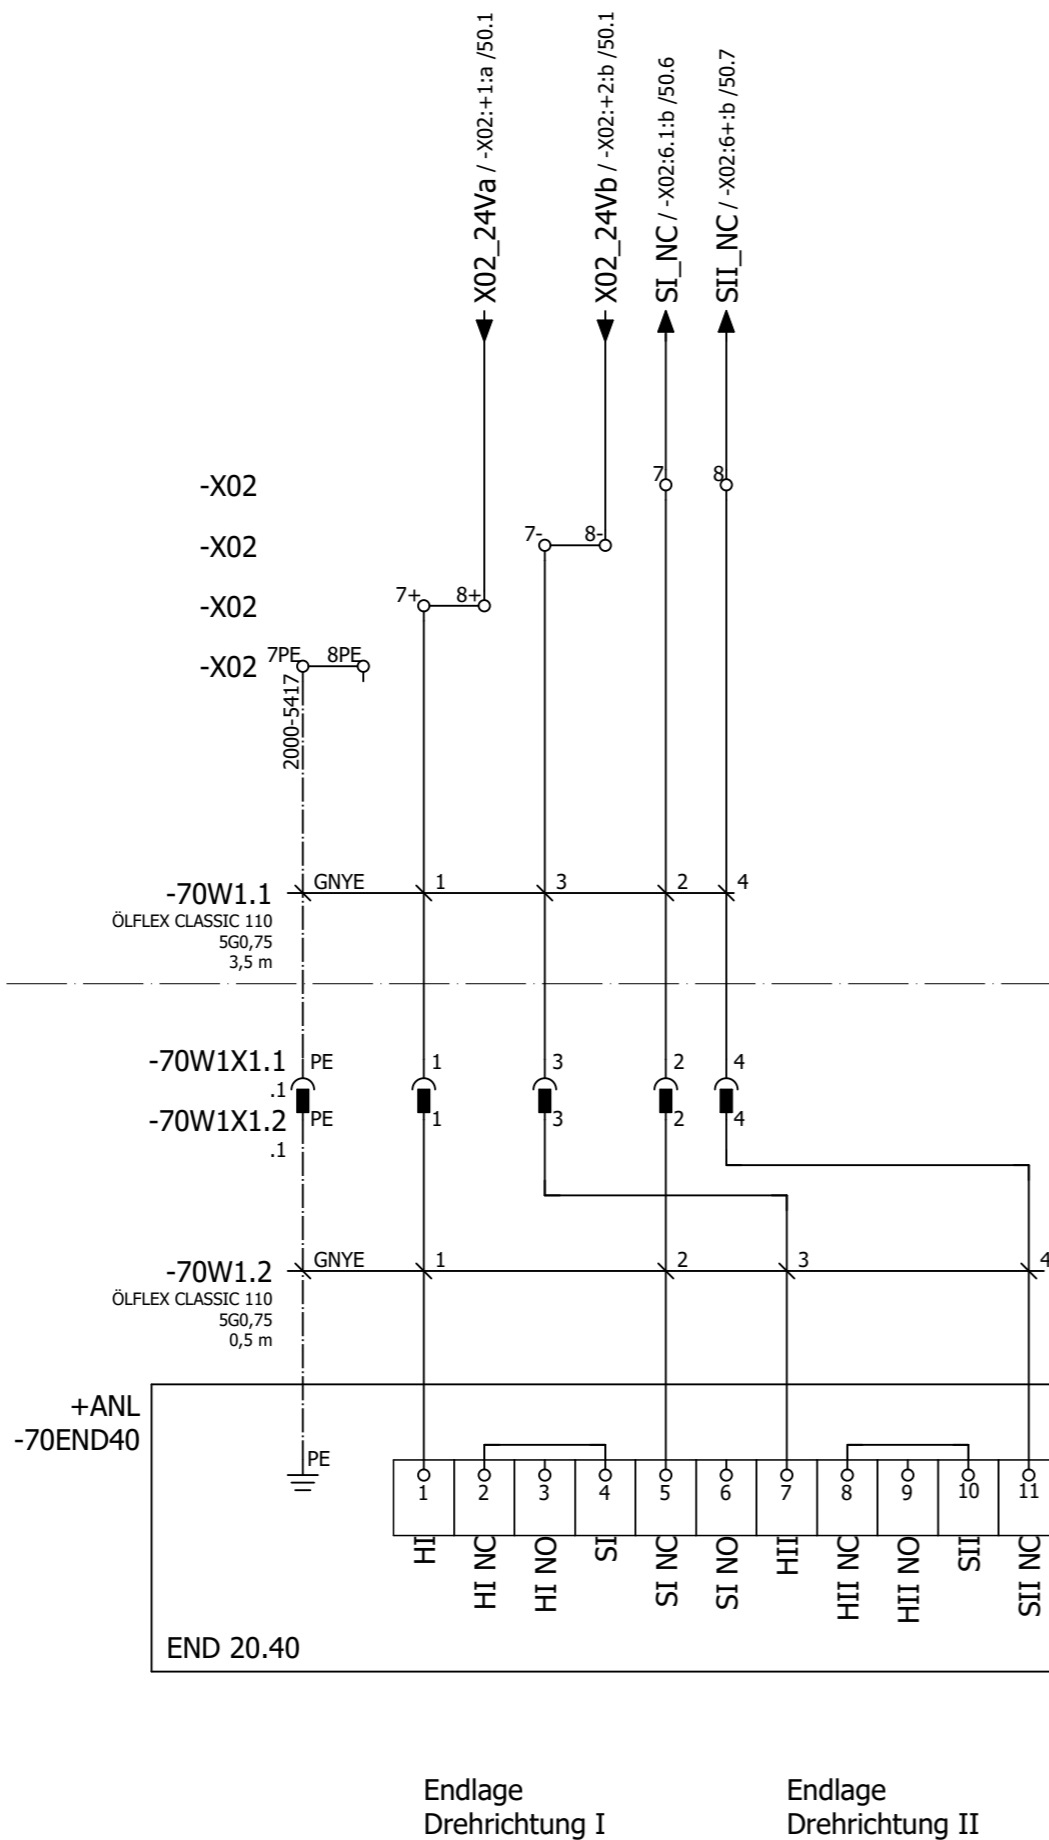 X02_24Va / -X02:+1:a /50.1
X02_24Vb / -X02:+2:b /50.1
SI_NC / -X02:6.1:b /50.6
SII_NC / -X02:6+:b /50.7
-X02
7
8
-X02
7-
8-
-X02
7+
8+
-X02
7PE
8PE
2000-5417
-70W1.1
GNYE
1
3
2
4
ÖLFLEX CLASSIC 110
5G0,75
3,5 m
-70W1X1.1
PE
1
3
2
4
.1
-70W1X1.2
PE
1
3
2
4
.1
-70W1.2
GNYE
1
2
3
4
ÖLFLEX CLASSIC 110
5G0,75
0,5 m
+ANL
-70END40
PE
1 2 3 4 5 6 7 8 9 10 11
HI
HI NC
HI NO
SI
SI NC
SI NO
HII
HII NC
HII NO
SII
SII NC
END 20.40
Endlage
Drehrichtung I
Endlage
Drehrichtung II